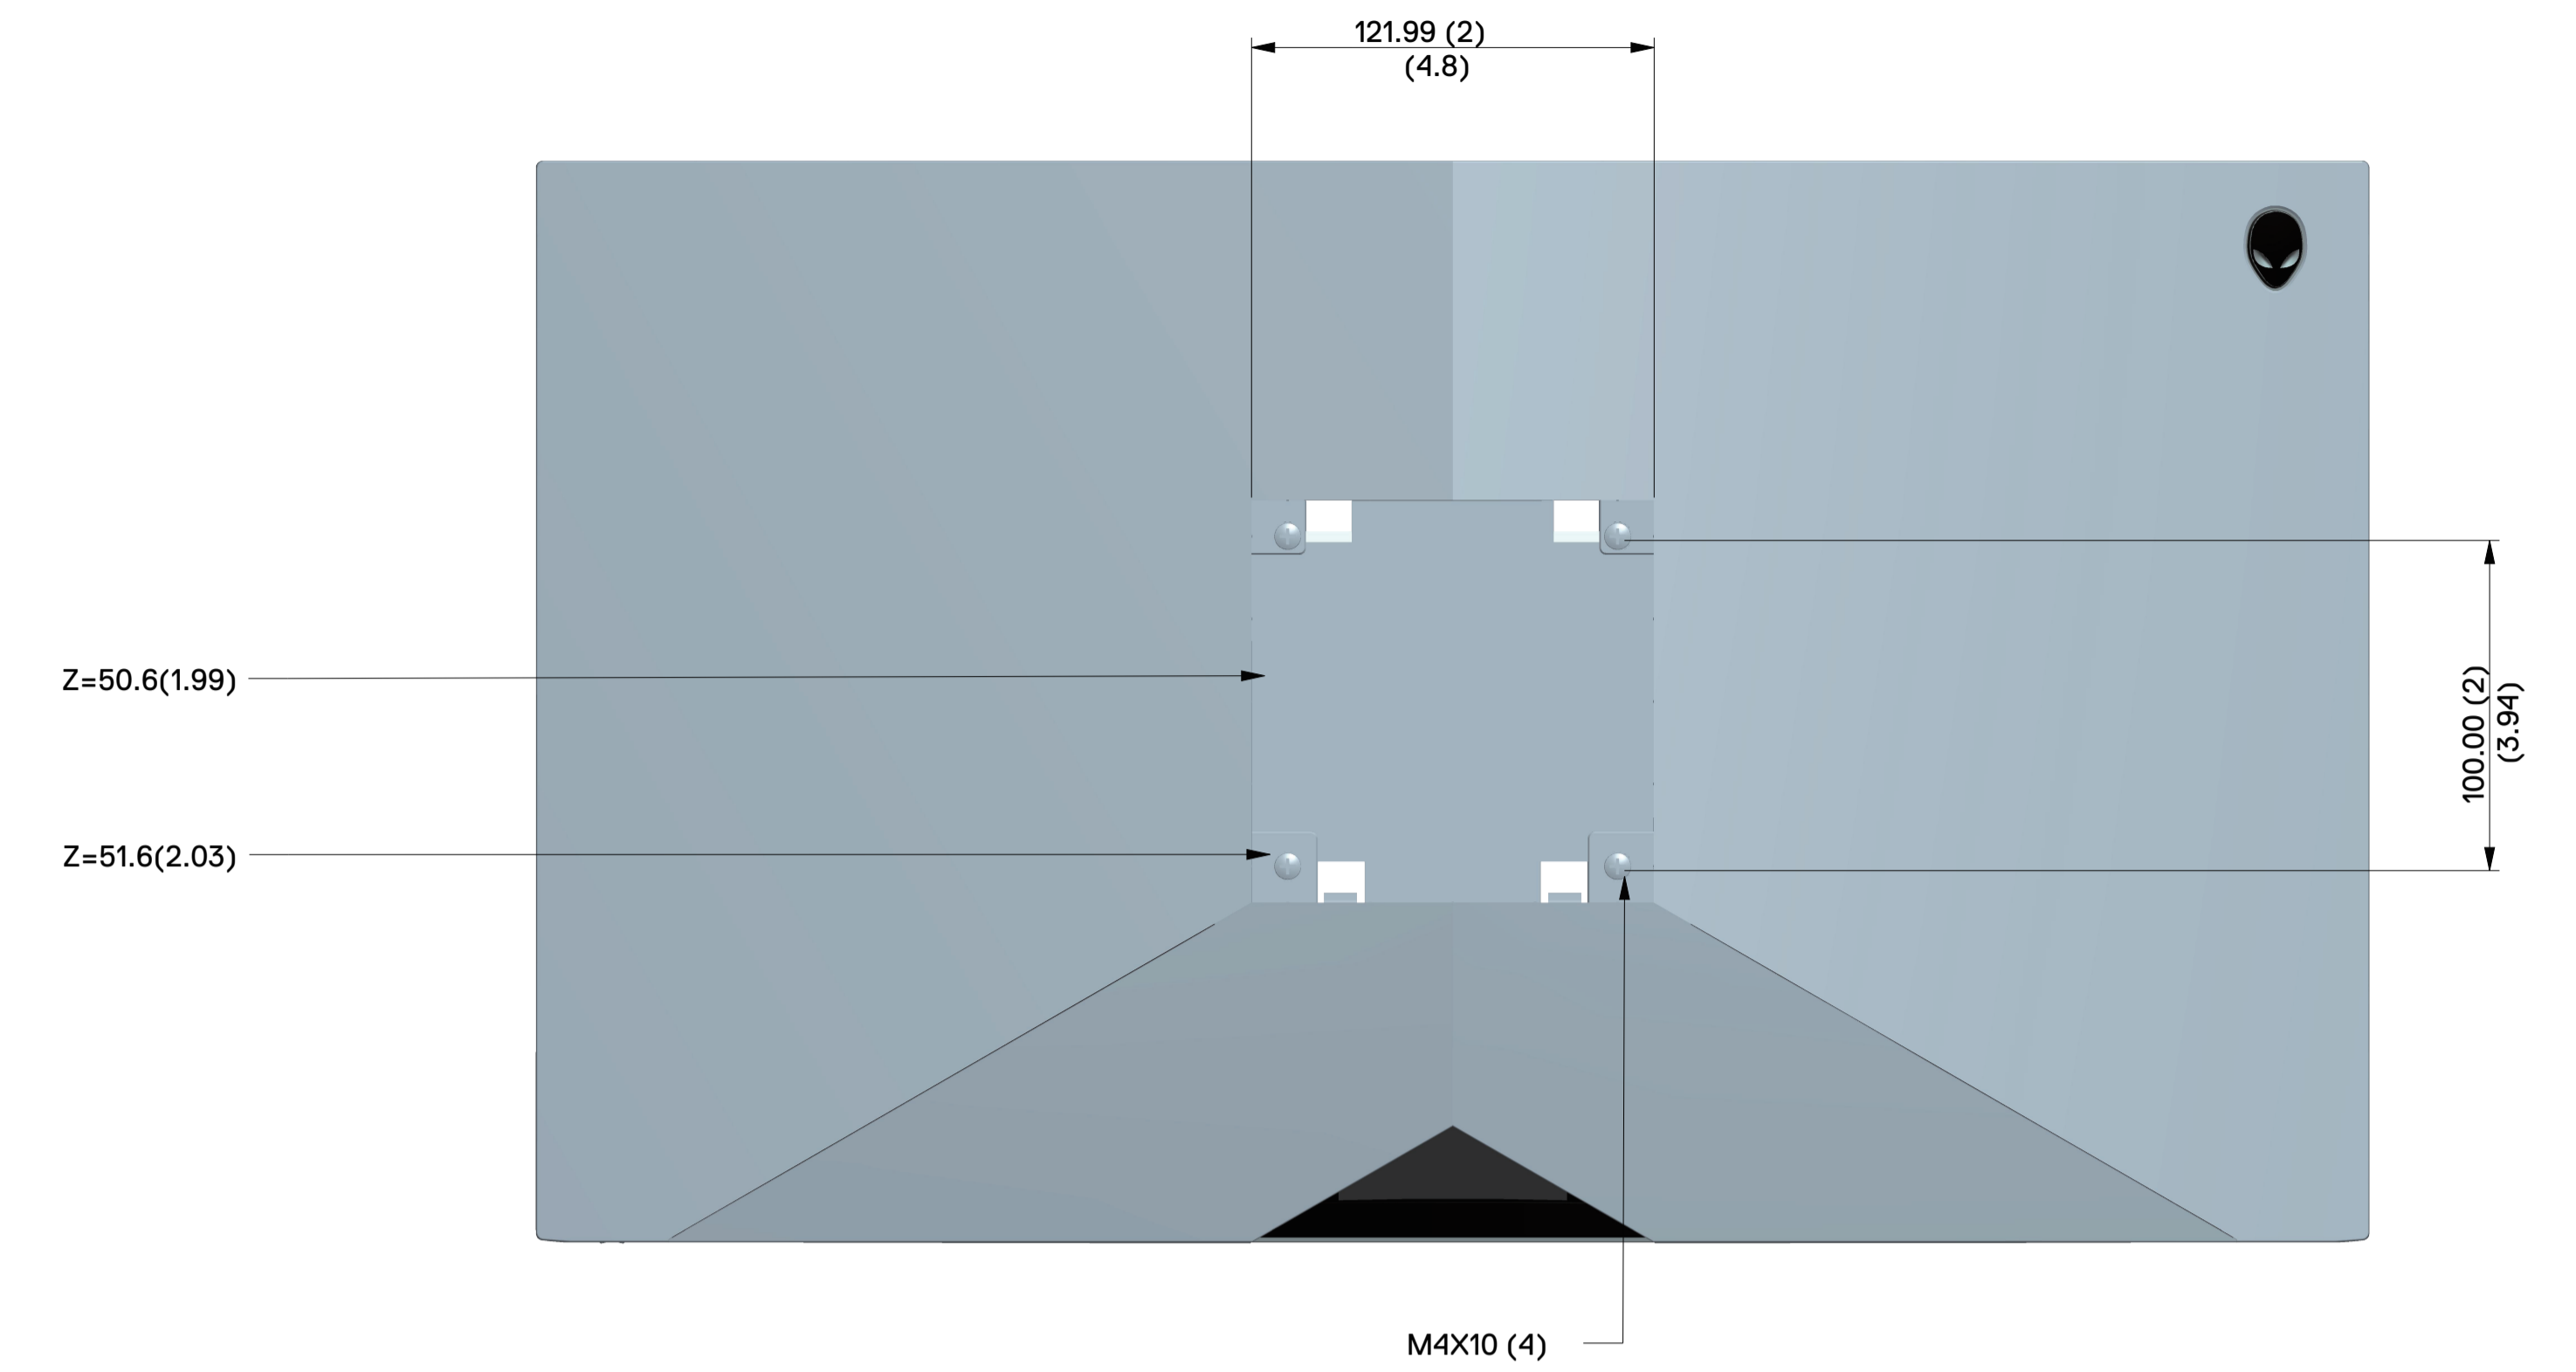 121.99 (2)
(4.8)
Z=50.6(1.99)
100.00 (2)
(3.94)
Z=51.6(2.03)
M4X10 (4)